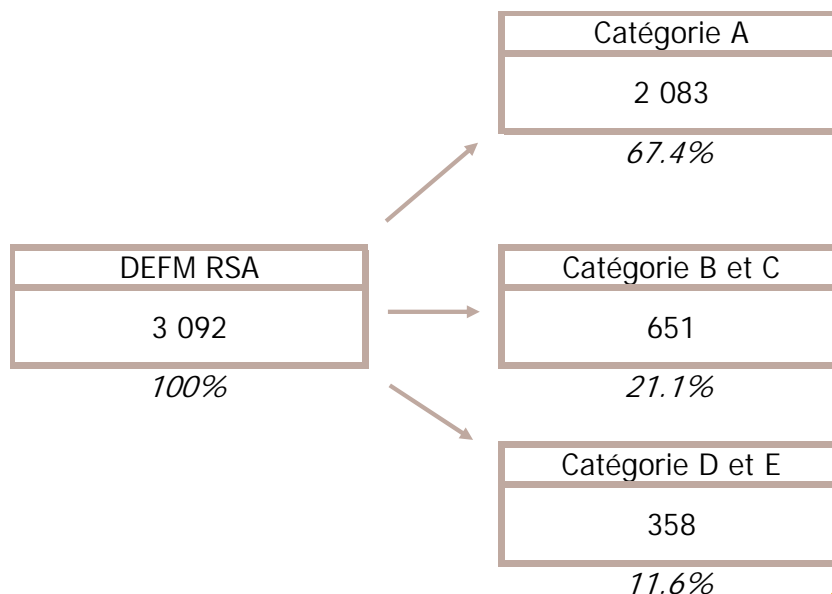 Catégorie A
2 083
67.4%
DEFM RSA
3 092
100%
Catégorie B et C
651
21.1%
Catégorie D et E
358
11.6%